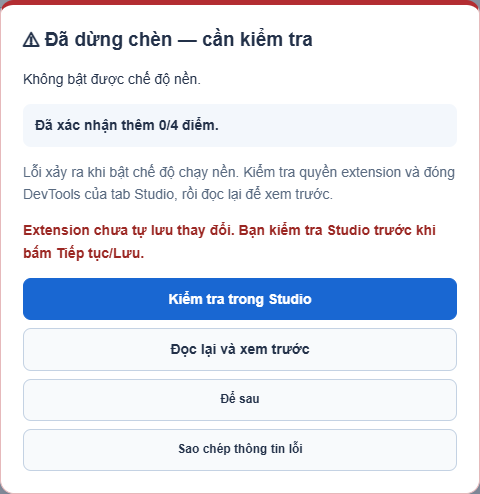 ⚠ Đã dừng chèn — cần kiểm tra
Không bật được chế độ nền.
Đã xác nhận thêm 0/4 điểm.
Lỗi xảy ra khi bật chế độ chạy nền. Kiểm tra quyền extension và đóng
DevTools của tab Studio, rồi đọc lại để xem trước.
Extension chưa tự lưu thay đổi. Bạn kiểm tra Studio trước khi
bấm Tiếp tục/Lưu.
Kiểm tra trong Studio
Đọc lại và xem trước
Để sau
Sao chép thông tin lỗi